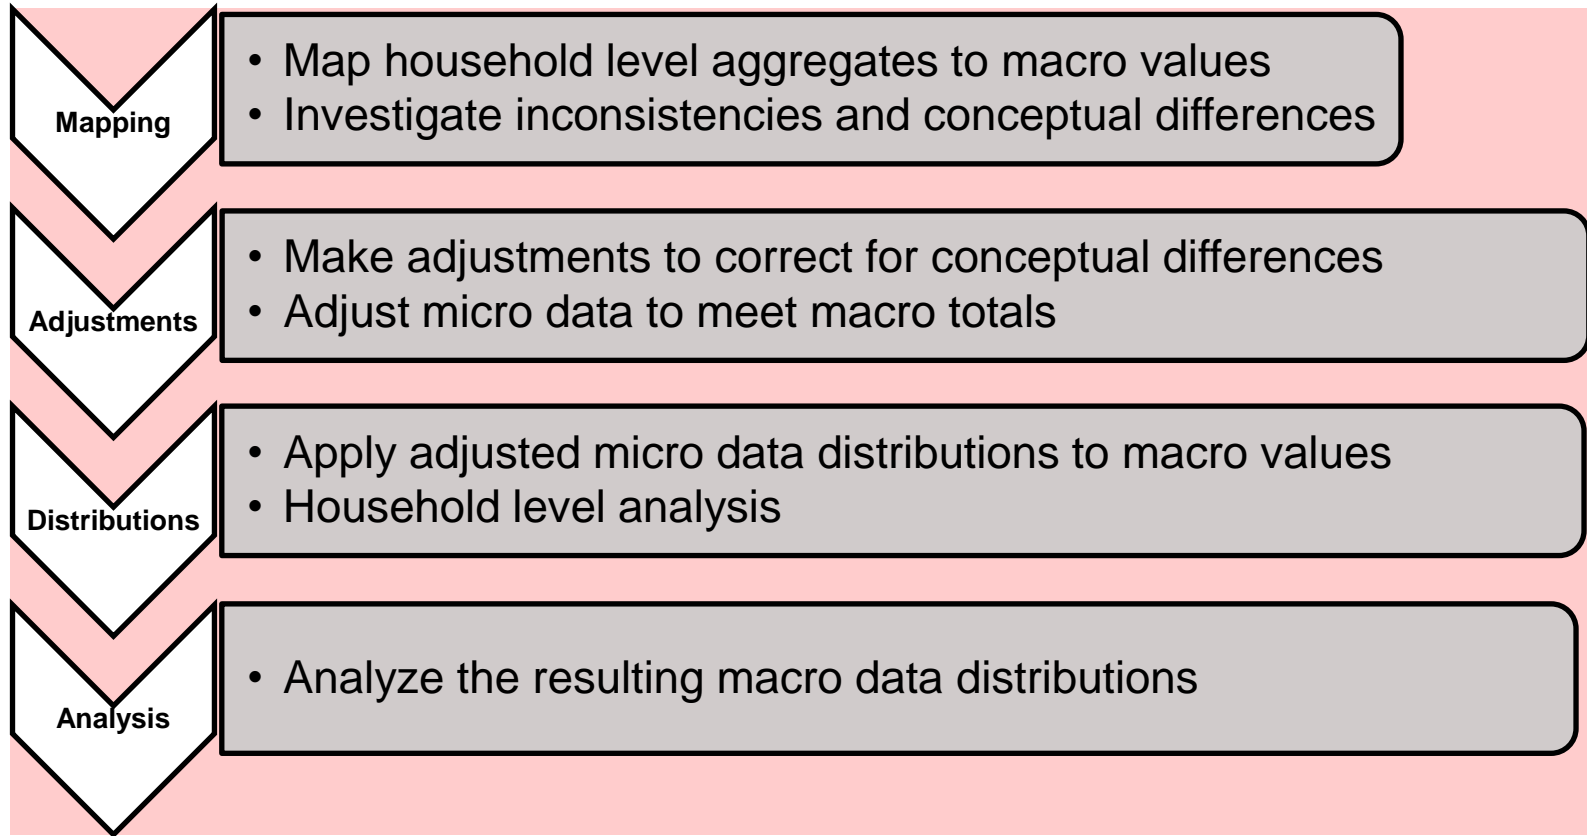 Mapping
• Map household level aggregates to macro values
• Investigate inconsistencies and conceptual differences
Adjustments
• Make adjustments to correct for conceptual differences
• Adjust micro data to meet macro totals
Distributions
• Apply adjusted micro data distributions to macro values
• Household level analysis
Analysis
• Analyze the resulting macro data distributions